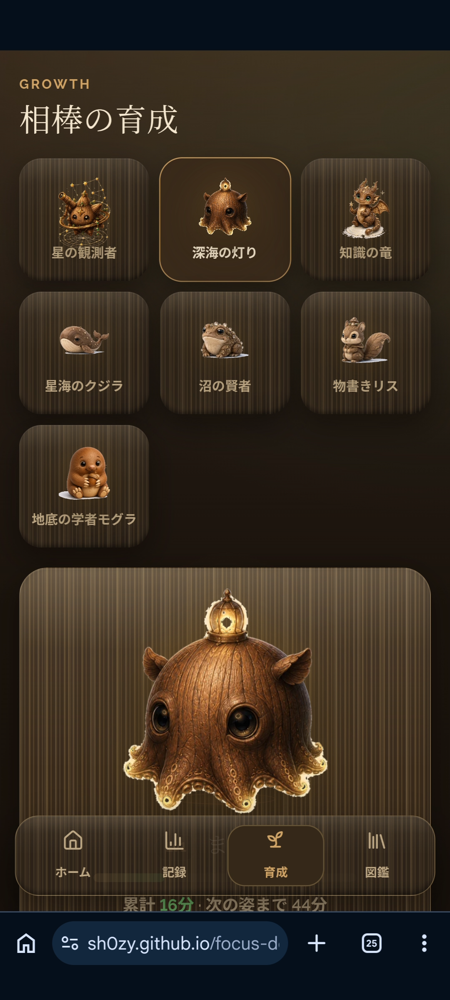 GROWTH
相棒の育成
星の観測者
深海の灯り
知識の竜
星海のクジラ
沼の賢者
物書きリス
地底の学者モグラ
ホーム
記録
育成
図鑑
累計 16分 · 次の姿まで 44分
sh0zy.github.io/focus-d
25